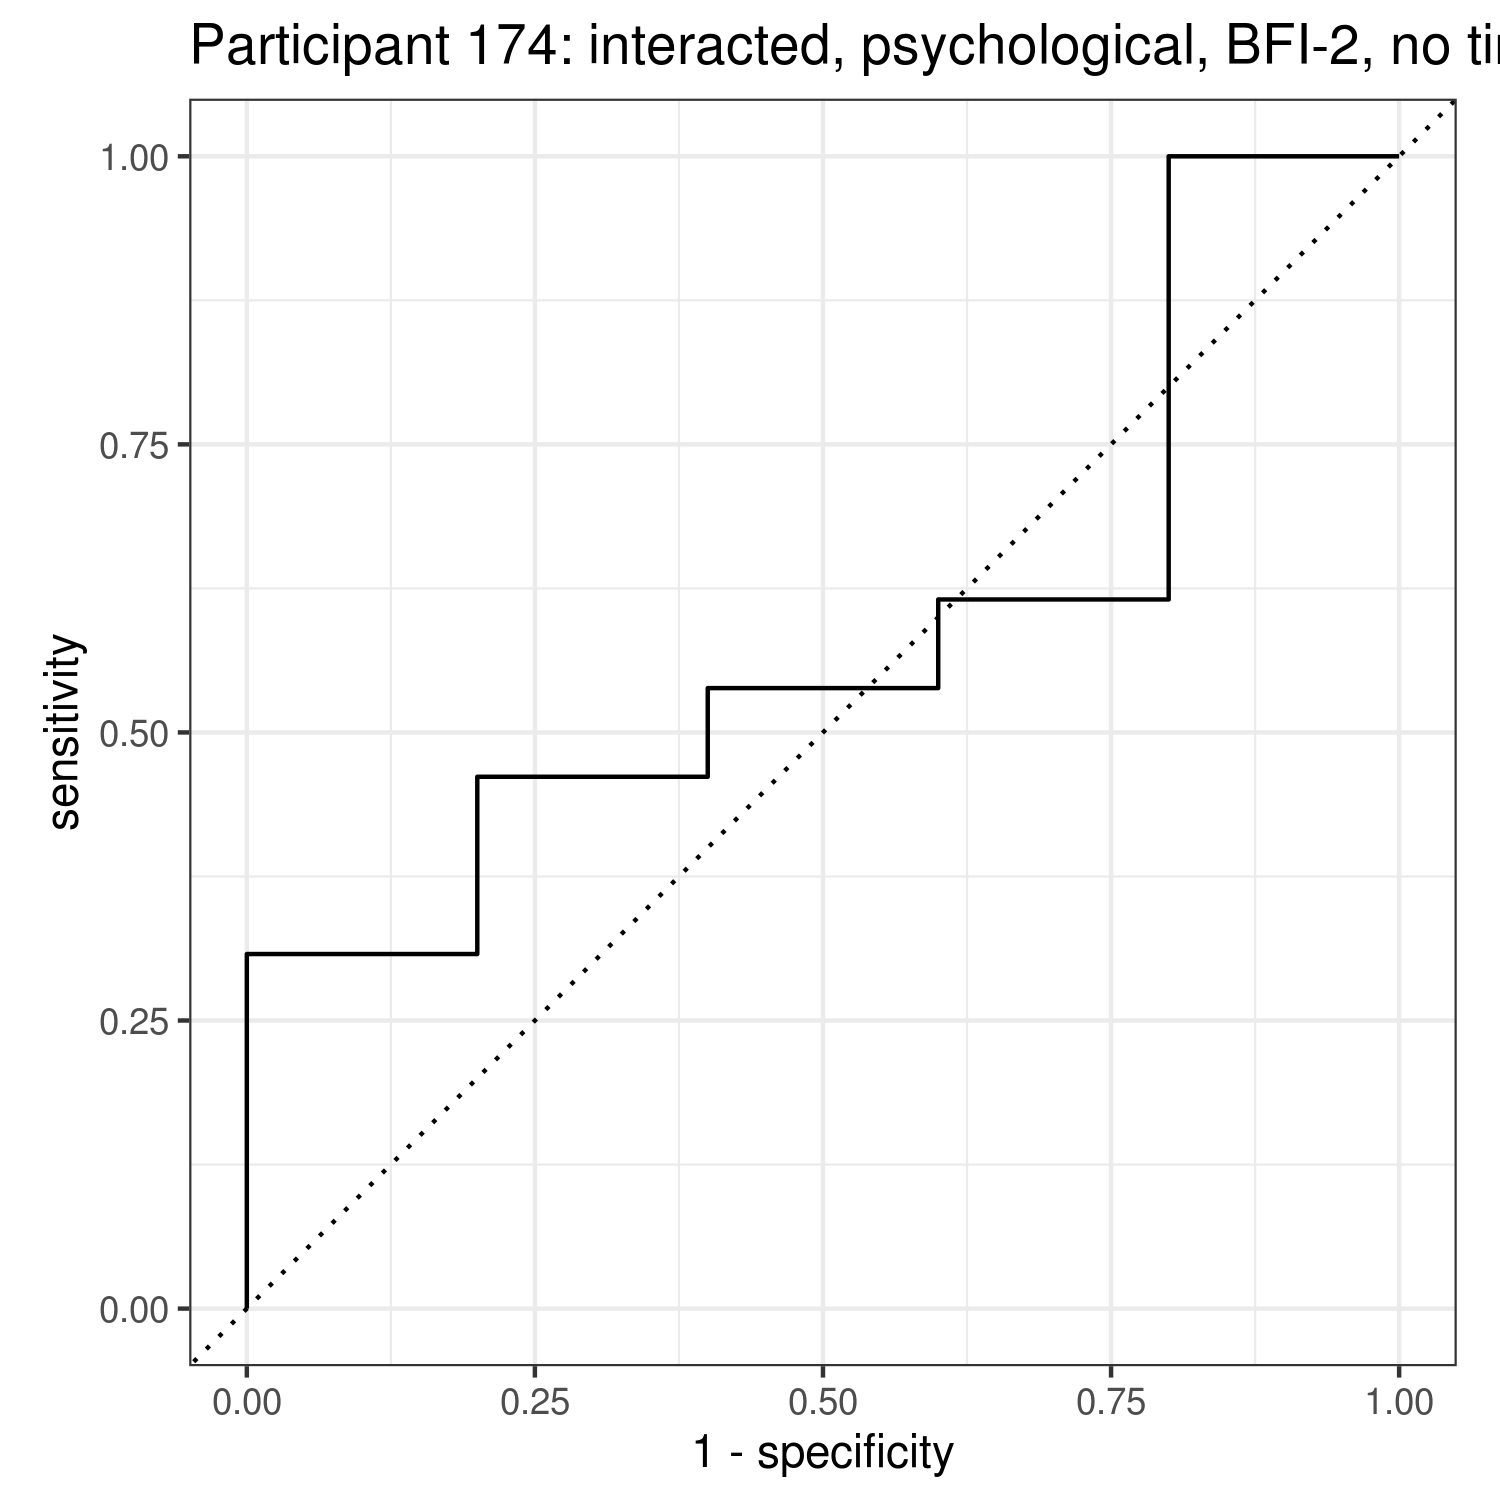 Participant 174: interacted, psychological, BFI-2, no
1.00
0.75
0.50
0.25
0.00
sensitivity
0.00 0.25 0.50 0.75 1.00
1 - specificity